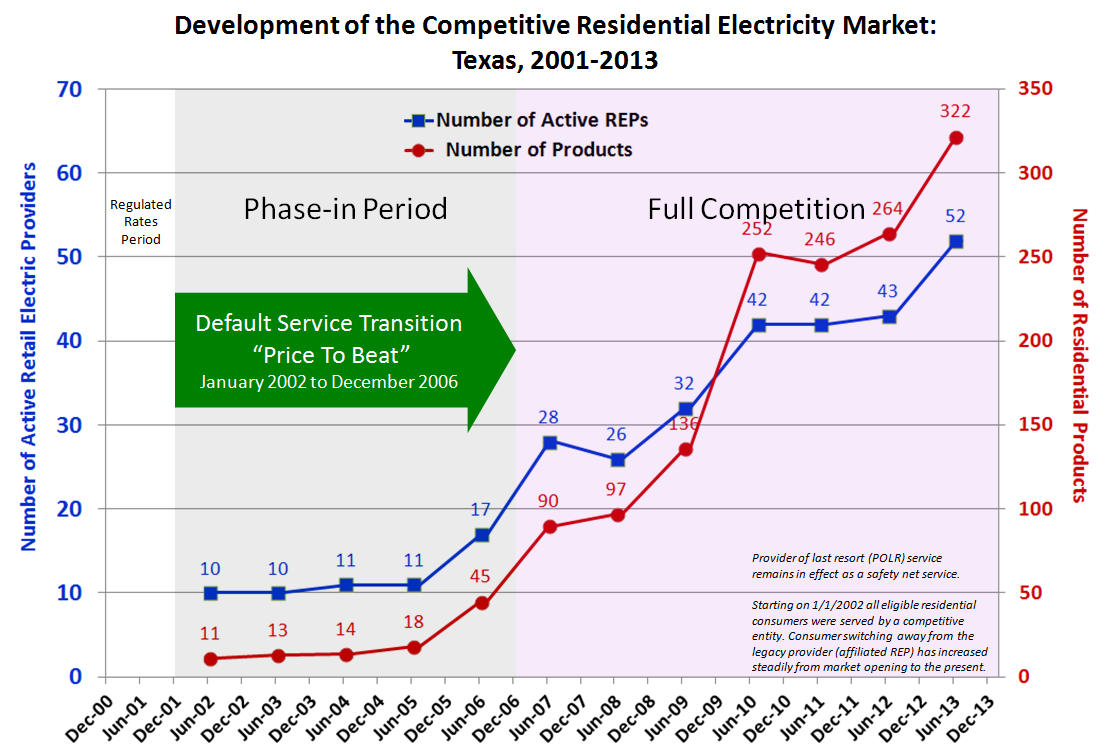 Development of the Competitive Residential Electricity Market:
Texas, 2001-2013
Number of Active Retail Electric Providers
70
60
50
40
30
20
10
0
Number of Active REPs
Number of Products
Regulated
Rates
Period
Phase-in Period
Full Competition
Default Service Transition
“Price To Beat”
January 2002 to December 2006
10
10
11
11
17
28
26
32
42
42
43
52
11
13
14
18
45
90
97
136
252
246
264
322
Provider of last resort (POLR) service
remains in effect as a safety net service.
Starting on 1/1/2002 all eligible residential
consumers were served by a competitive
entity. Consumer switching away from the
legacy provider (affiliated REP) has increased
steadily from market opening to the present.
350
300
250
200
150
100
50
0
Number of Residential Products
Dec-00
Jun-01
Dec-01
Jun-02
Dec-02
Jun-03
Dec-03
Jun-04
Dec-04
Jun-05
Dec-05
Jun-06
Dec-06
Jun-07
Dec-07
Jun-08
Dec-08
Jun-09
Dec-09
Jun-10
Dec-10
Jun-11
Dec-11
Jun-12
Dec-12
Jun-13
Dec-13